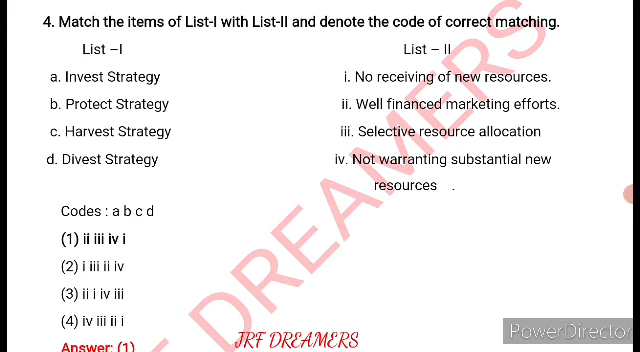 4. Match the items of List-I with List-II and denote the code of correct matching.
List –I List – II
a. Invest Strategy i. No receiving of new resources.
b. Protect Strategy ii. Well financed marketing efforts.
c. Harvest Strategy iii. Selective resource allocation
d. Divest Strategy iv. Not warranting substantial new
resources .
Codes : a b c d
(1) ii iii iv i
(2) i iii ii iv
(3) ii i iv iii
(4) iv iii ii i
Answer: (1)
JRF DREAMERS
DREAMERS
PowerDirector